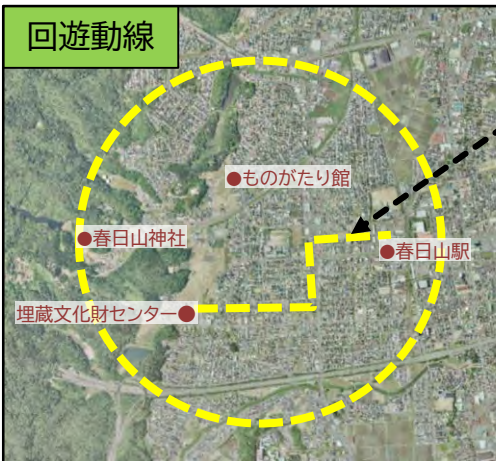 回遊動線
●ものがたり館
●春日山神社
●春日山駅
埋蔵文化財センター●